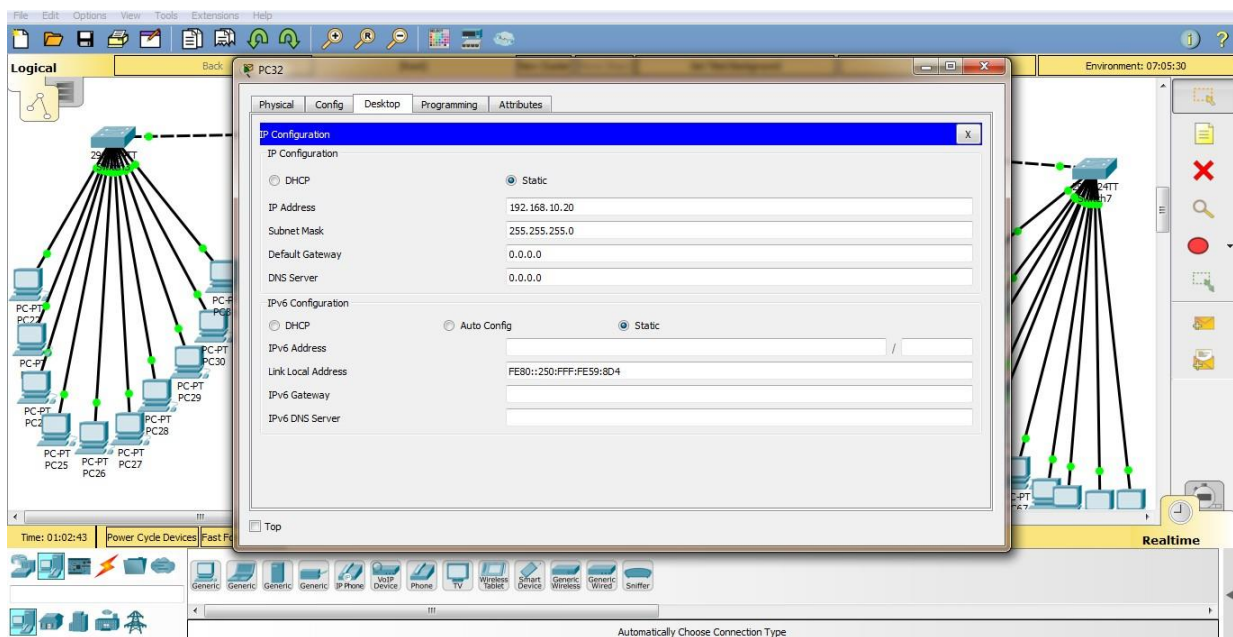 File Edit Options View Tools Extensions Help
Logical
Back
Environment: 07:05:30
PC32
Physical Config Desktop Programming Attributes
IP Configuration X
IP Configuration
DHCP Static
IP Address 192.168.10.20
Subnet Mask 255.255.255.0
Default Gateway 0.0.0.0
DNS Server 0.0.0.0
IPv6 Configuration
DHCP Auto Config Static
IPv6 Address /
Link Local Address FE80::250:FFF:FE59:8D4
IPv6 Gateway
IPv6 DNS Server
Top
PC-PT
PC-PT
PC30
PC-PT
PC29
PC-PT
PC28
PC-PT
PC27
PC-PT
PC26
PC-PT
PC25
Time: 01:02:43 Power Cycle Devices
Realtime
Generic Generic Generic Generic IP Phone VoIP Device Phone TV Wireless Tablet Smart Device Generic Wireless Generic Wired Sniffer
Automatically Choose Connection Type